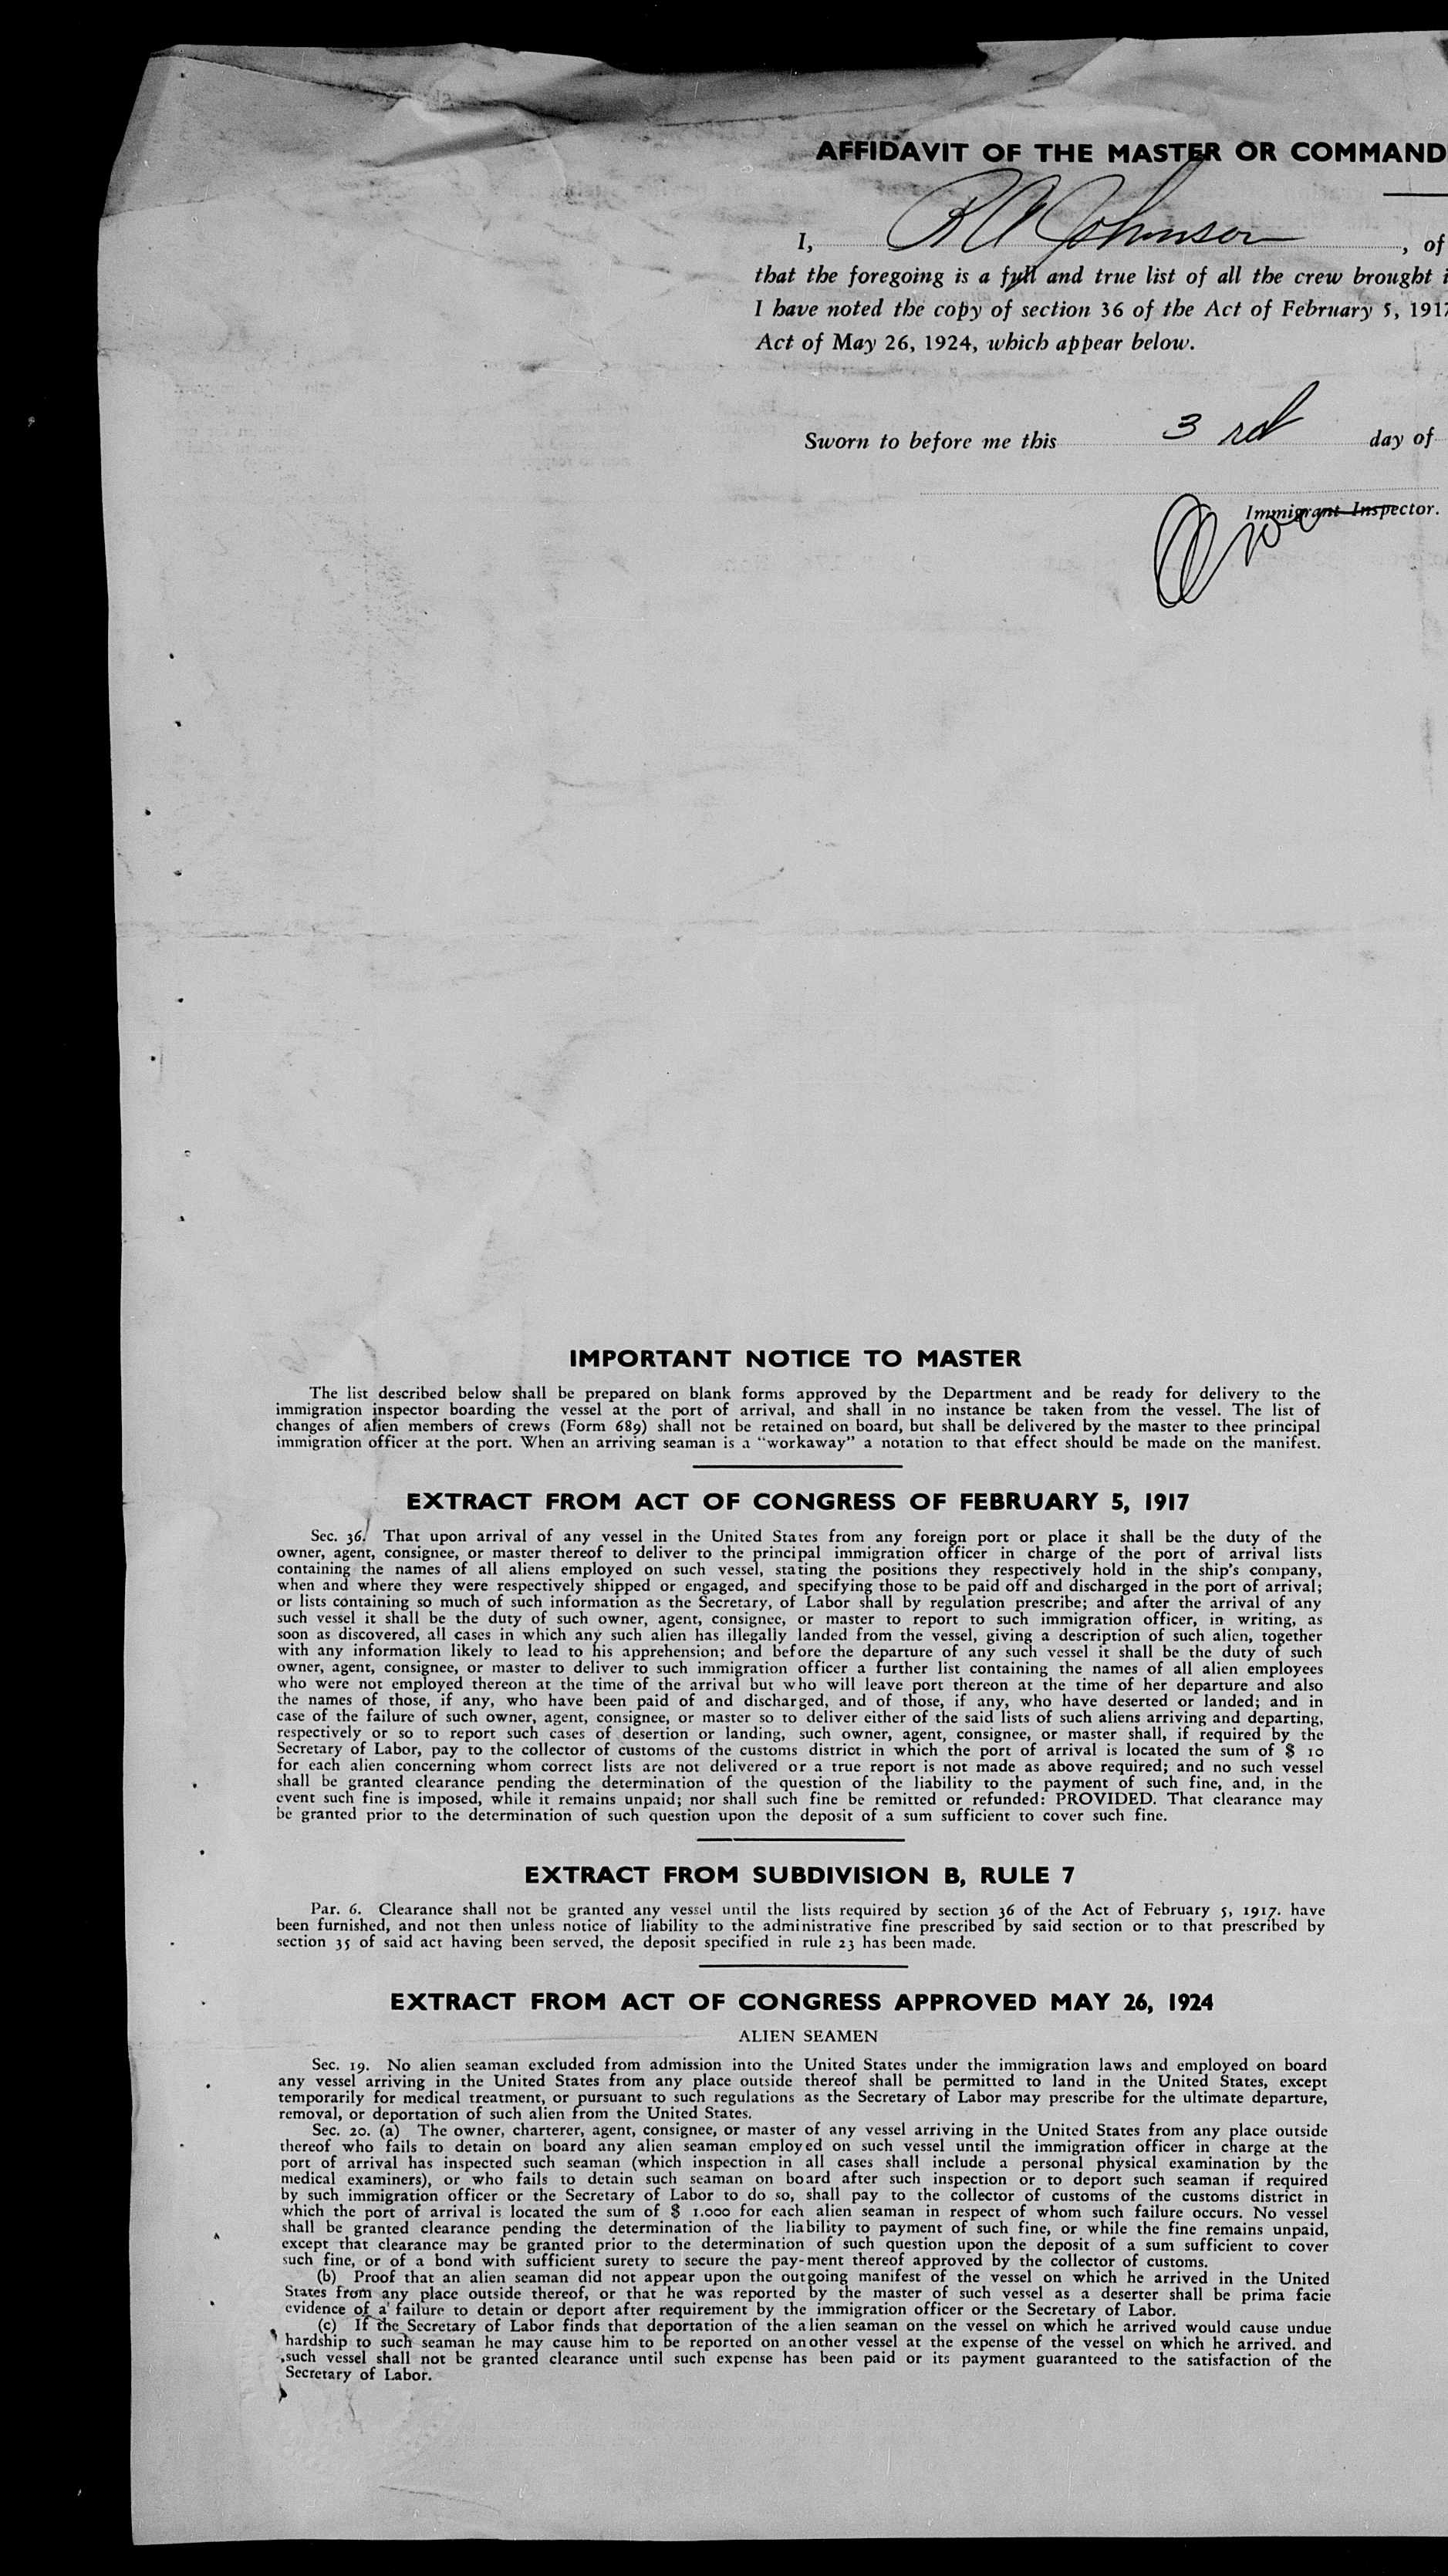 AFFIDAVIT OF THE MASTER OR COMMAND
I, R A Johnson, of
that the foregoing is a full and true list of all the crew brought i
I have noted the copy of section 36 of the Act of February 5, 1917
Act of May 26, 1924, which appear below.
Sworn to before me this 3 rd day of
Immigrant Inspector.
IMPORTANT NOTICE TO MASTER
The list described below shall be prepared on blank forms approved by the Department and be ready for delivery to the
immigration inspector boarding the vessel at the port of arrival, and shall in no instance be taken from the vessel. The list of
changes of alien members of crews (Form 689) shall not be retained on board, but shall be delivered by the master to thee principal
immigration officer at the port. When an arriving seaman is a "workaway" a notation to that effect should be made on the manifest.
EXTRACT FROM ACT OF CONGRESS OF FEBRUARY 5, 1917
Sec. 36. That upon arrival of any vessel in the United States from any foreign port or place it shall be the duty of the
owner, agent, consignee, or master thereof to deliver to the principal immigration officer in charge of the port of arrival lists
containing the names of all aliens employed on such vessel, stating the positions they respectively hold in the ship's company,
when and where they were respectively shipped or engaged, and specifying those to be paid off and discharged in the port of arrival;
or lists containing so much of such information as the Secretary, of Labor shall by regulation prescribe; and after the arrival of any
such vessel it shall be the duty of such owner, agent, consignee, or master to report to such immigration officer, in writing, as
soon as discovered, all cases in which any such alien has illegally landed from the vessel, giving a description of such alien, together
with any information likely to lead to his apprehension; and before the departure of any such vessel it shall be the duty of such
owner, agent, consignee, or master to deliver to such immigration officer a further list containing the names of all alien employees
who were not employed thereon at the time of the arrival but who will leave port thereon at the time of her departure and also
the names of those, if any, who have been paid of and discharged, and of those, if any, who have deserted or landed; and in
case of the failure of such owner, agent, consignee, or master so to deliver either of the said lists of such aliens arriving and departing,
respectively or so to report such cases of desertion or landing, such owner, agent, consignee, or master shall, if required by the
Secretary of Labor, pay to the collector of customs of the customs district in which the port of arrival is located the sum of $ 10
for each alien concerning whom correct lists are not delivered or a true report is not made as above required; and no such vessel
shall be granted clearance pending the determination of the question of the liability to the payment of such fine, and, in the
event such fine is imposed, while it remains unpaid; nor shall such fine be remitted or refunded: PROVIDED. That clearance may
be granted prior to the determination of such question upon the deposit of a sum sufficient to cover such fine.
EXTRACT FROM SUBDIVISION B, RULE 7
Par. 6. Clearance shall not be granted any vessel until the lists required by section 36 of the Act of February 5, 1917. have
been furnished, and not then unless notice of liability to the administrative fine prescribed by said section or to that prescribed by
section 35 of said act having been served, the deposit specified in rule 23 has been made.
EXTRACT FROM ACT OF CONGRESS APPROVED MAY 26, 1924
ALIEN SEAMEN
Sec. 19. No alien seaman excluded from admission into the United States under the immigration laws and employed on board
any vessel arriving in the United States from any place outside thereof shall be permitted to land in the United States, except
temporarily for medical treatment, or pursuant to such regulations as the Secretary of Labor may prescribe for the ultimate departure,
removal, or deportation of such alien from the United States.
Sec. 20. (a) The owner, charterer, agent, consignee, or master of any vessel arriving in the United States from any place outside
thereof who fails to detain on board any alien seaman employed on such vessel until the immigration officer in charge at the
port of arrival has inspected such seaman (which inspection in all cases shall include a personal physical examination by the
medical examiners), or who fails to detain such seaman on board after such inspection or to deport such seaman if required
by such immigration officer or the Secretary of Labor to do so, shall pay to the collector of customs of the customs district in
which the port of arrival is located the sum of $ 1.000 for each alien seaman in respect of whom such failure occurs. No vessel
shall be granted clearance pending the determination of the liability to payment of such fine, or while the fine remains unpaid,
except that clearance may be granted prior to the determination of such question upon the deposit of a sum sufficient to cover
such fine, or of a bond with sufficient surety to secure the pay-ment thereof approved by the collector of customs.
(b) Proof that an alien seaman did not appear upon the outgoing manifest of the vessel on which he arrived in the United
States from any place outside thereof, or that he was reported by the master of such vessel as a deserter shall be prima facie
evidence of a failure to detain or deport after requirement by the immigration officer or the Secretary of Labor.
(c) If the Secretary of Labor finds that deportation of the alien seaman on the vessel on which he arrived would cause undue
hardship to such seaman he may cause him to be reported on another vessel at the expense of the vessel on which he arrived. and
such vessel shall not be granted clearance until such expense has been paid or its payment guaranteed to the satisfaction of the
Secretary of Labor.